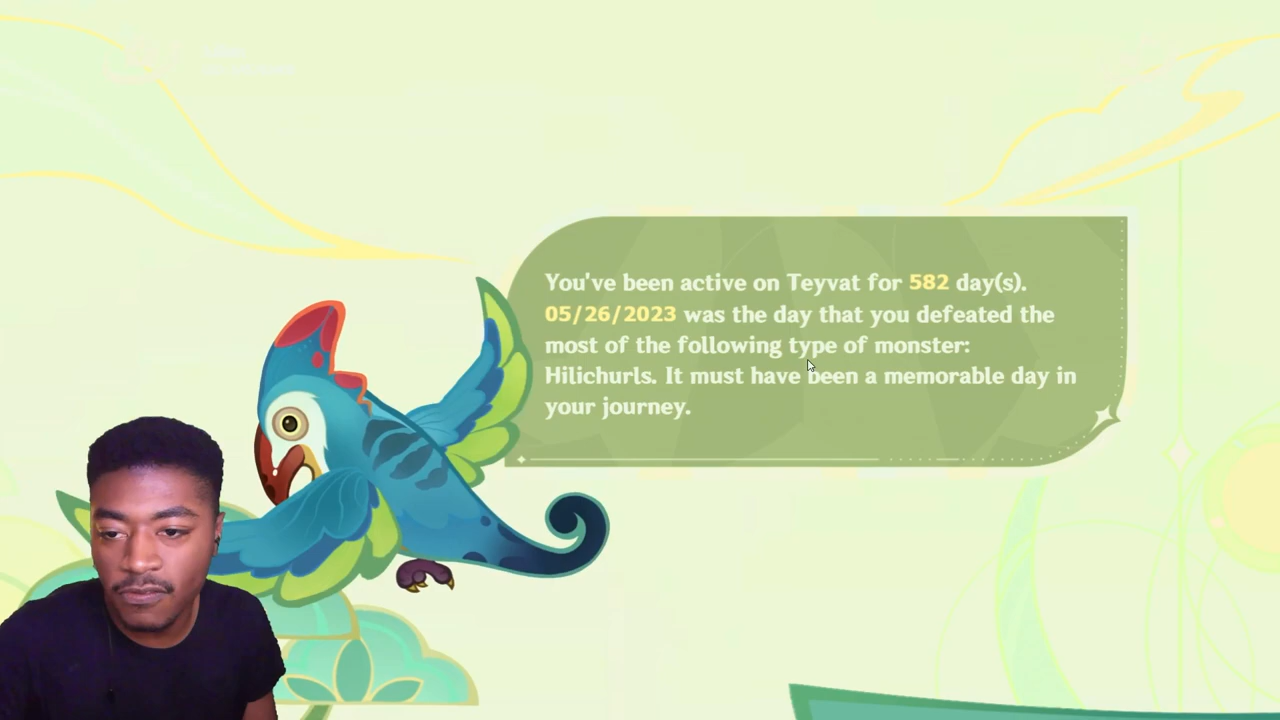 You've been active on Teyvat for 582 day(s).
05/26/2023 was the day that you defeated the
most of the following type of monster:
Hilichurls. It must have been a memorable day in
your journey.